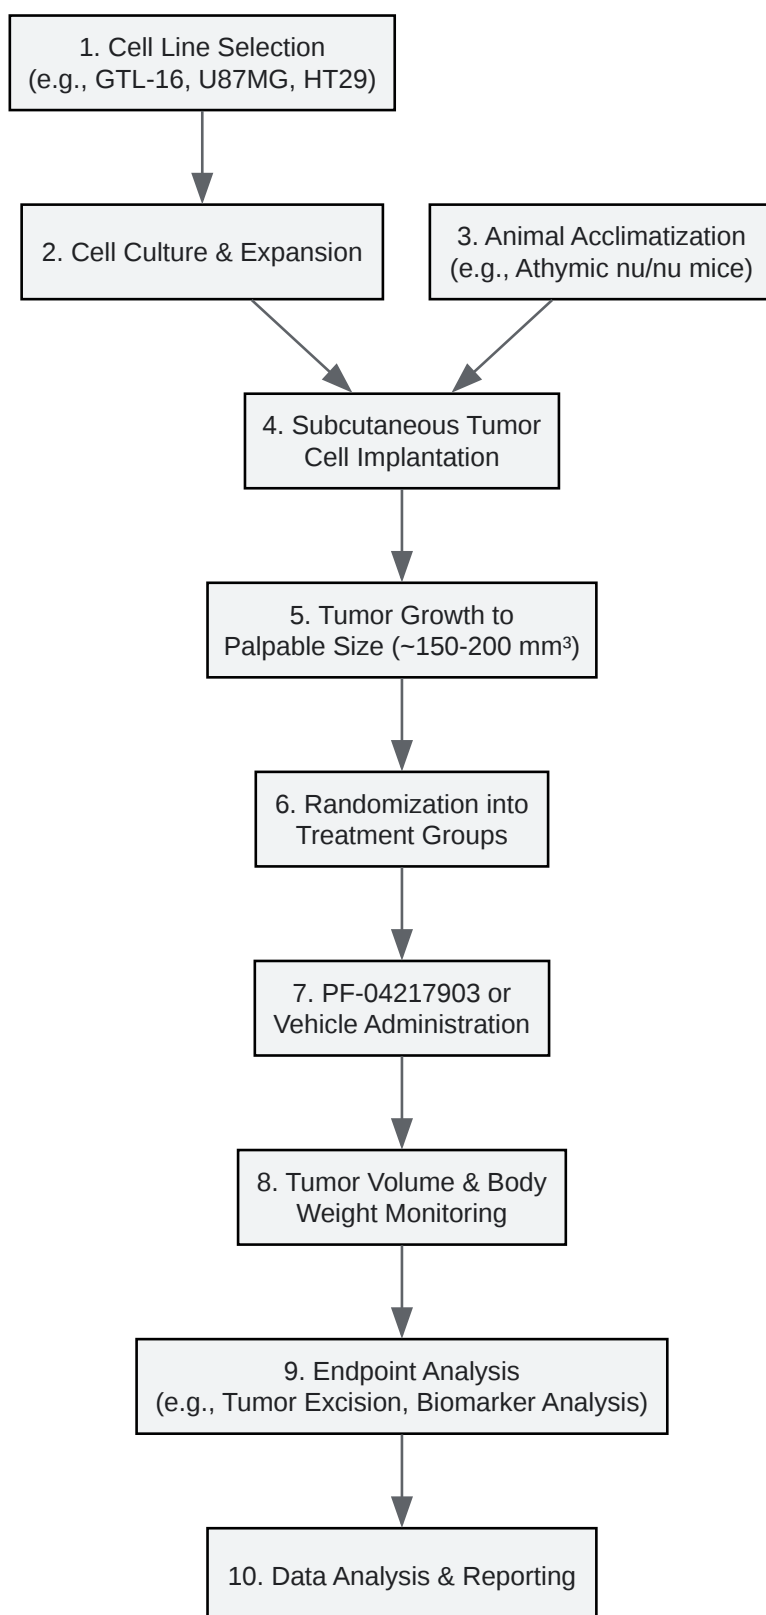 1. Cell Line Selection
(e.g., GTL-16, U87MG, HT29)
2. Cell Culture & Expansion
3. Animal Acclimatization
(e.g., Athymic nu/nu mice)
4. Subcutaneous Tumor
Cell Implantation
5. Tumor Growth to
Palpable Size (~150-200 mm³)
6. Randomization into
Treatment Groups
7. PF-04217903 or
Vehicle Administration
8. Tumor Volume & Body
Weight Monitoring
9. Endpoint Analysis
(e.g., Tumor Excision, Biomarker Analysis)
10. Data Analysis & Reporting